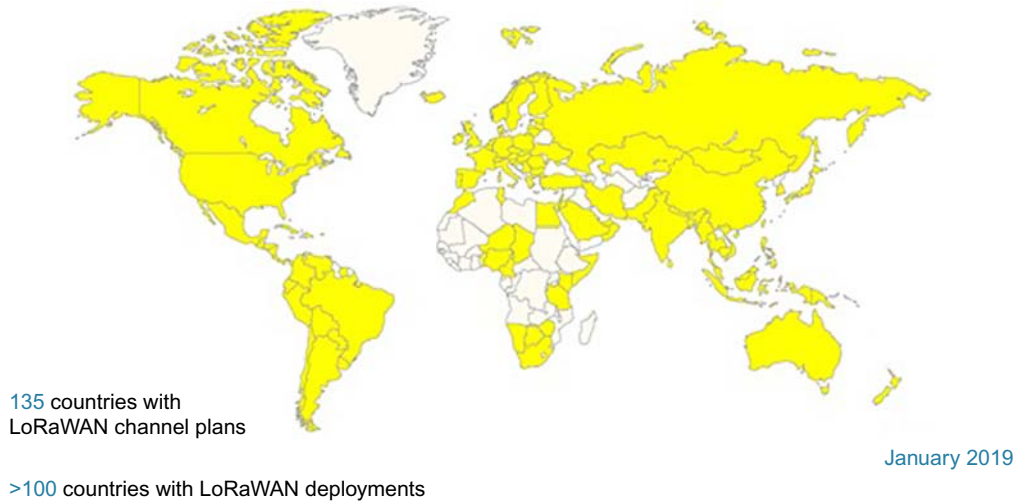 135 countries with
LoRaWAN channel plans
January 2019
>100 countries with LoRaWAN deployments